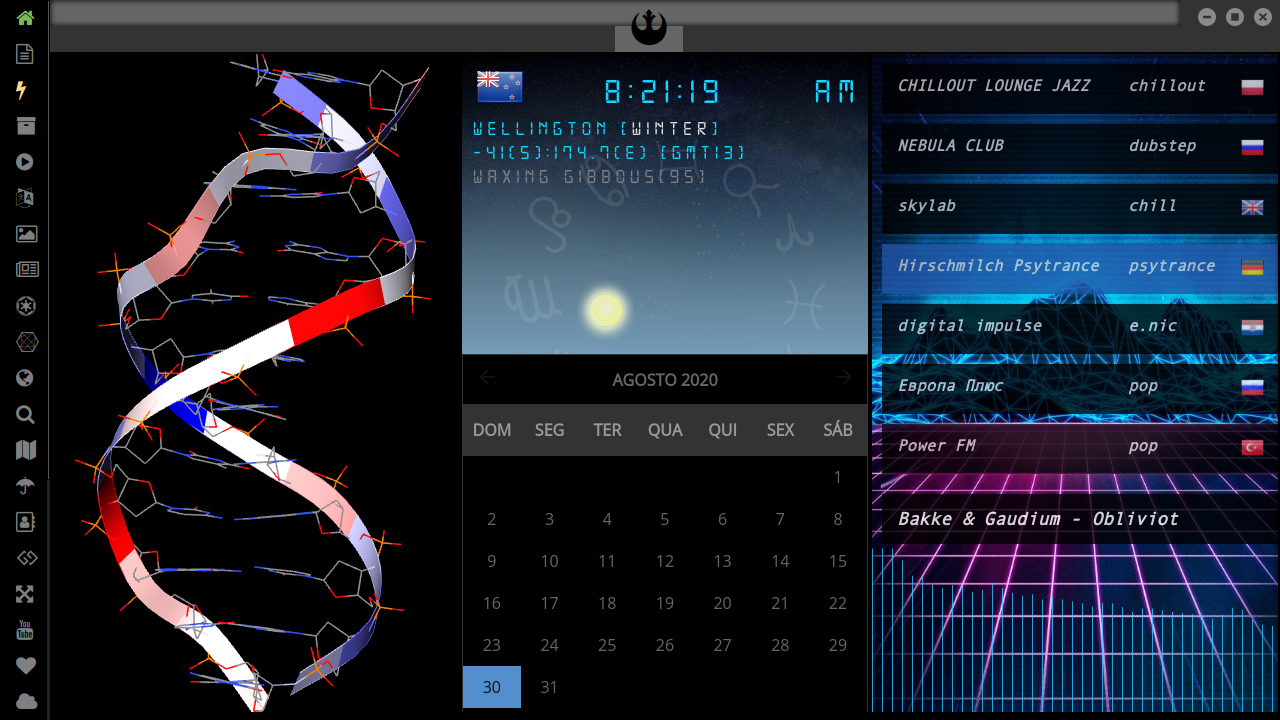 8:21:19 AM
WELLINGTON [WINTER]
-41(S):174.7(E) [GMT13]
WAXING GIBBOUS[95]
AGOSTO 2020
DOM SEG TER QUA QUI SEX SÁB
1
2 3 4 5 6 7 8
9 10 11 12 13 14 15
16 17 18 19 20 21 22
23 24 25 26 27 28 29
30 31
CHILLOUT LOUNGE JAZZ chillout
NEBULA CLUB dubstep
skylab chill
Hirschmilch Psytrance psytrance
digital impulse e.nic
Европа Плюс pop
Power FM pop
Bakke & Gaudium - Obliviot
You
Tube